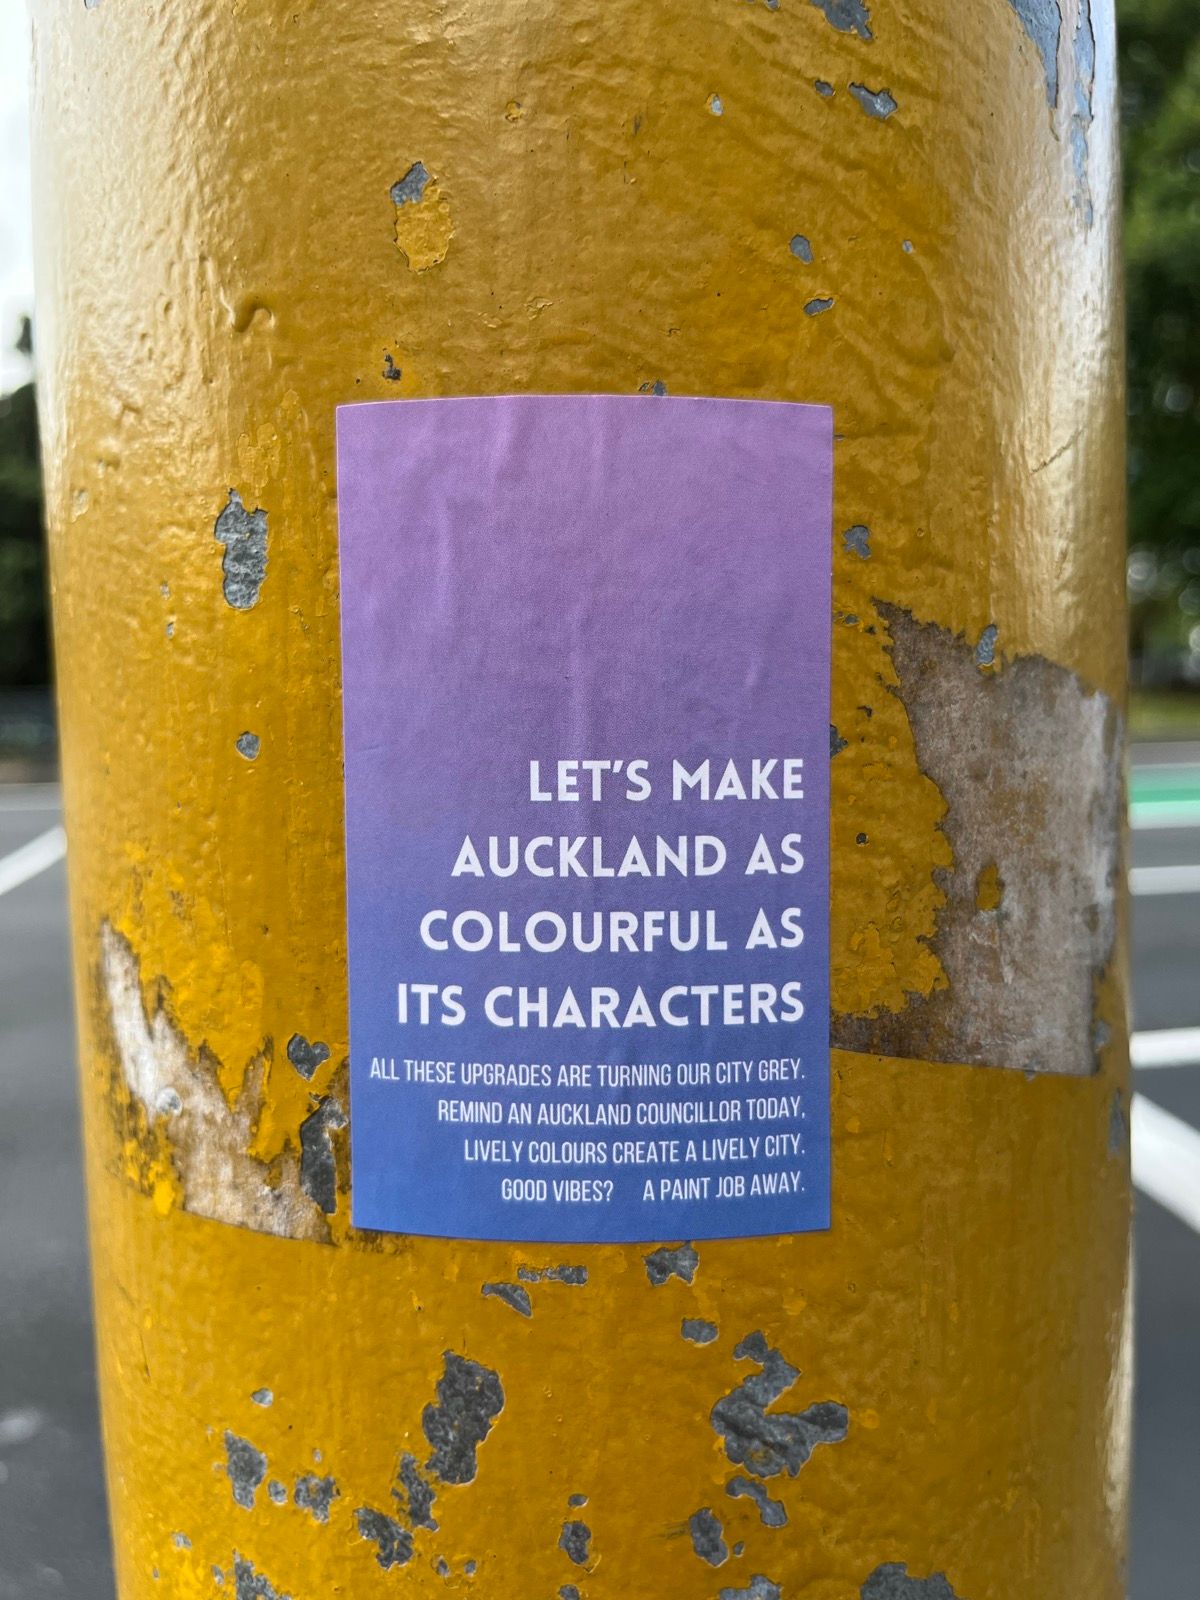 LET'S MAKE
AUCKLAND AS
COLOURFUL AS
ITS CHARACTERS
ALL THESE UPGRADES ARE TURNING OUR CITY GREY.
REMIND AN AUCKLAND COUNCILLOR TODAY,
LIVELY COLOURS CREATE A LIVELY CITY.
GOOD VIBES? A PAINT JOB AWAY.